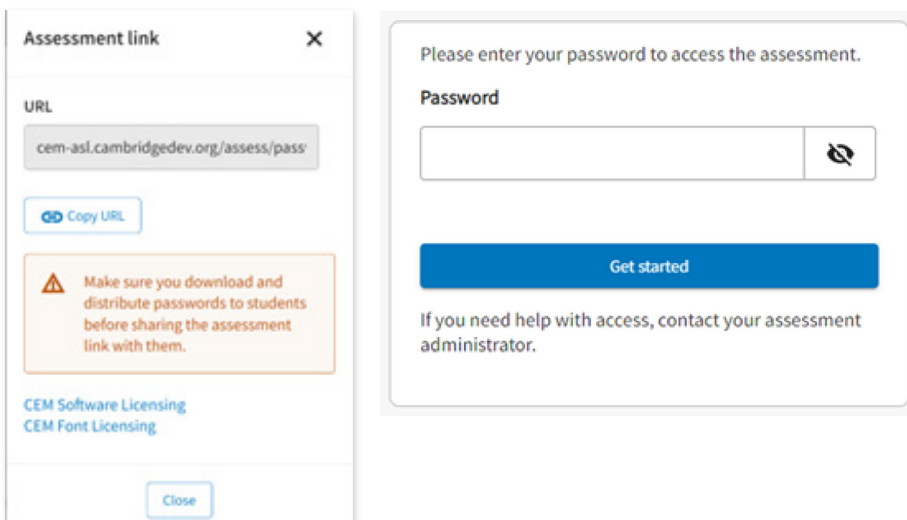 Assessment link
URL
cem-asl.cambridgedev.org/assess/pass
Copy URL
Make sure you download and
distribute passwords to students
before sharing the assessment
link with them.
CEM Software Licensing
CEM Font Licensing
Close
Please enter your password to access the assessment.
Password
Get started
If you need help with access, contact your assessment
administrator.